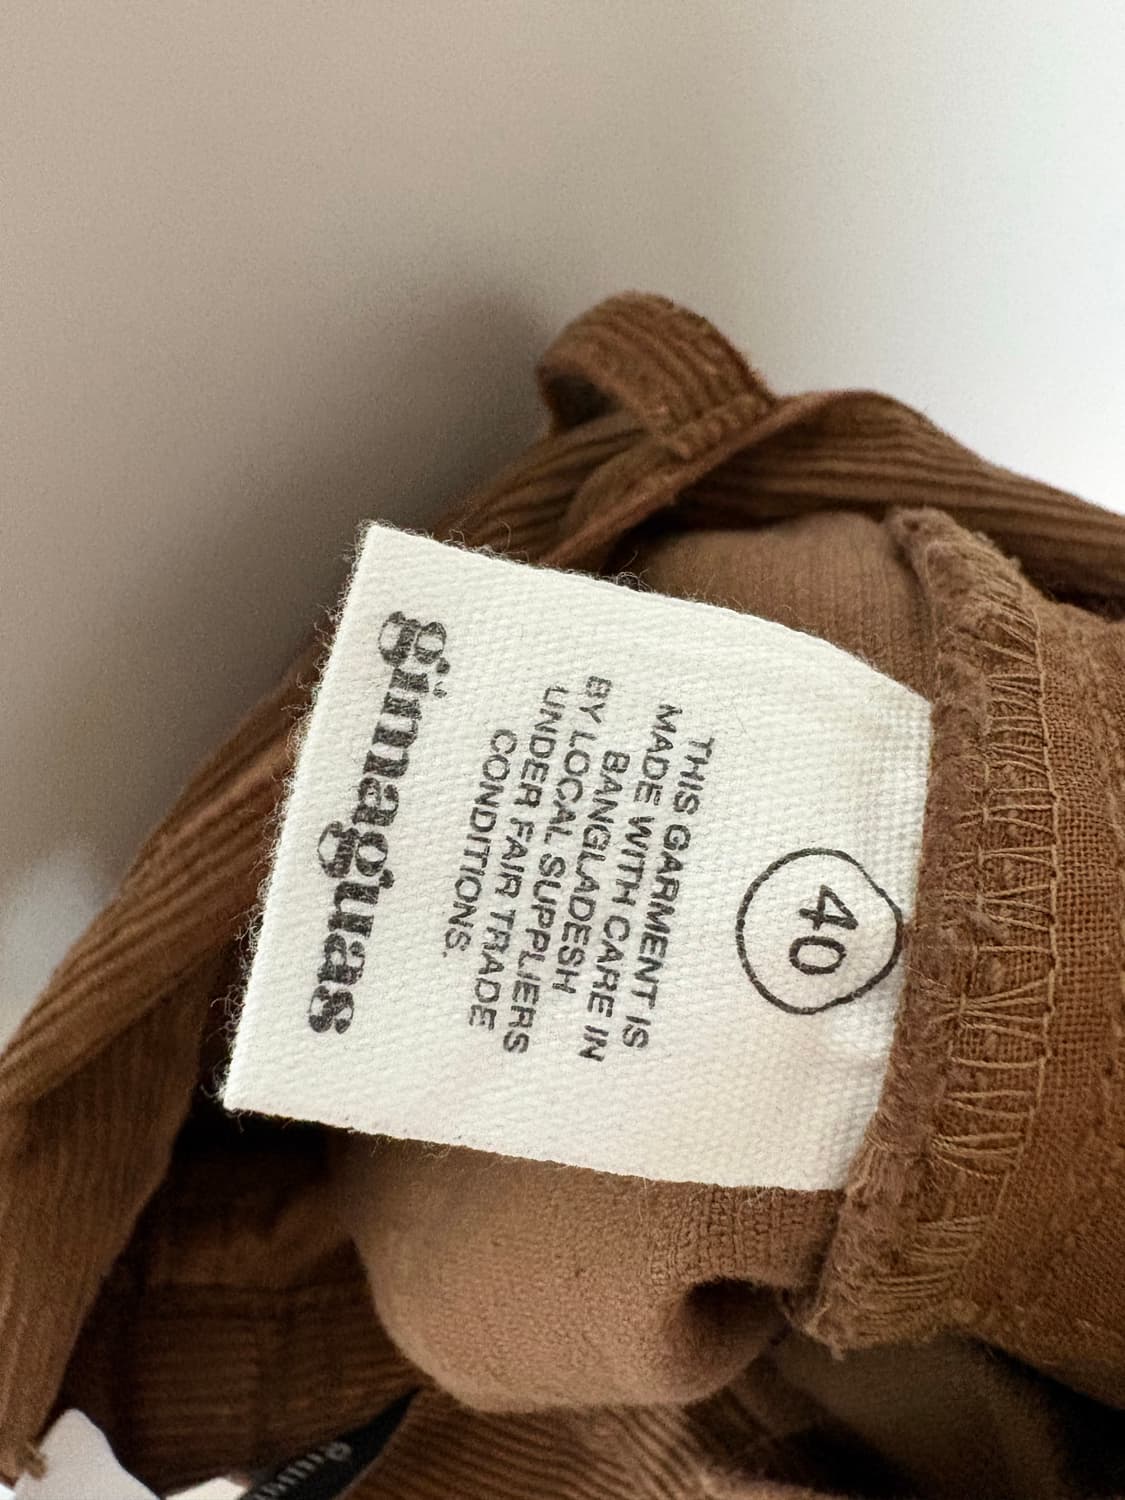 40
THIS GARMENT IS
MADE WITH CARE IN
BANGLADESH
BY LOCAL SUPPLIERS
UNDER FAIR TRADE
CONDITIONS.
gimaguas